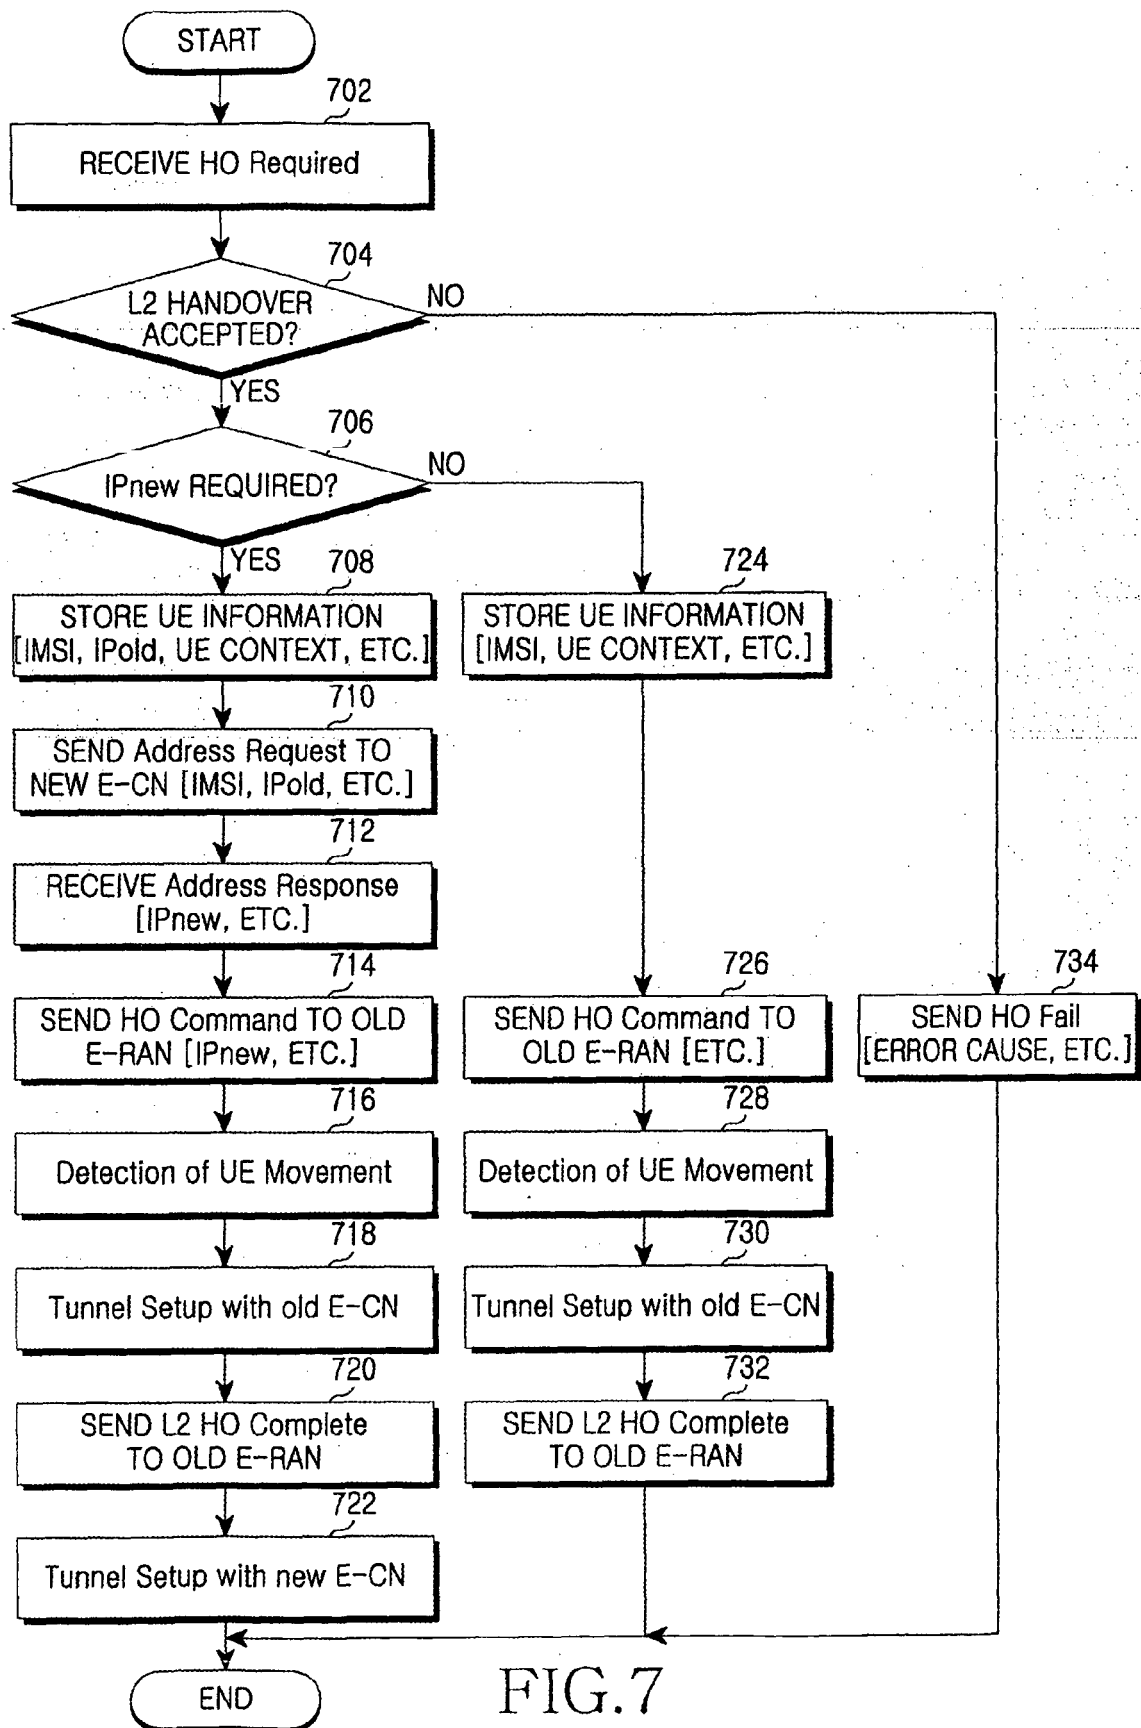 START
702
RECEIVE HO Required
704
L2 HANDOVER
ACCEPTED?
NO
YES
706
IPnew REQUIRED?
NO
YES
708
STORE UE INFORMATION
[IMSI, IPold, UE CONTEXT, ETC.]
724
STORE UE INFORMATION
[IMSI, UE CONTEXT, ETC.]
710
SEND Address Request TO
NEW E-CN [IMSI, IPold, ETC.]
712
RECEIVE Address Response
[IPnew, ETC.]
714
SEND HO Command TO OLD
E-RAN [IPnew, ETC.]
726
SEND HO Command TO
OLD E-RAN [ETC.]
734
SEND HO Fail
[ERROR CAUSE, ETC.]
716
Detection of UE Movement
728
Detection of UE Movement
718
Tunnel Setup with old E-CN
730
Tunnel Setup with old E-CN
720
SEND L2 HO Complete
TO OLD E-RAN
732
SEND L2 HO Complete
TO OLD E-RAN
722
Tunnel Setup with new E-CN
END
FIG.7